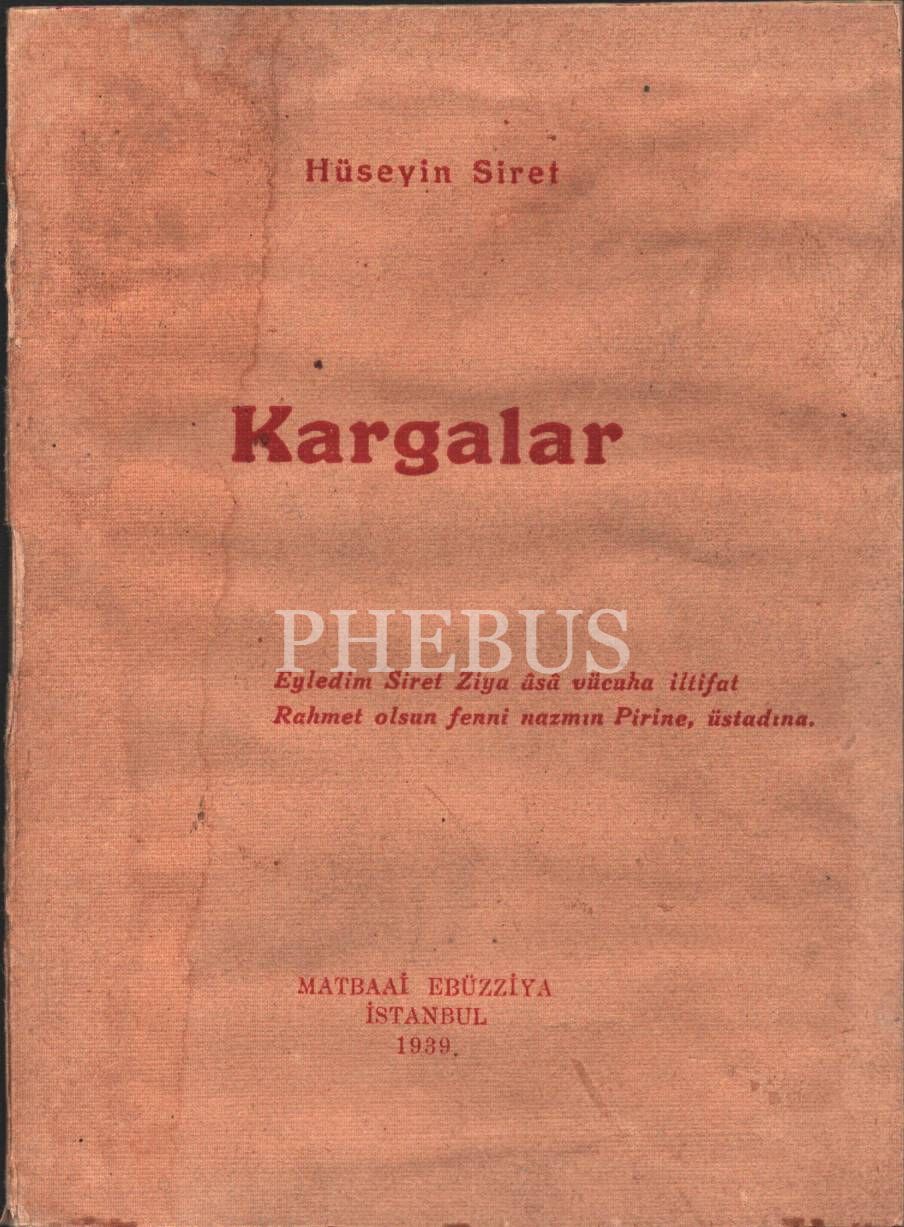 Hüseyin Siret
Kargalar
PHEBUS
Eyledim Siret Ziya âsâ vücuha iltifat
Rahmet olsun fenni nazmın Pirine, üstadına.
MATBAAİ EBÜZZİYA
İSTANBUL
1939.